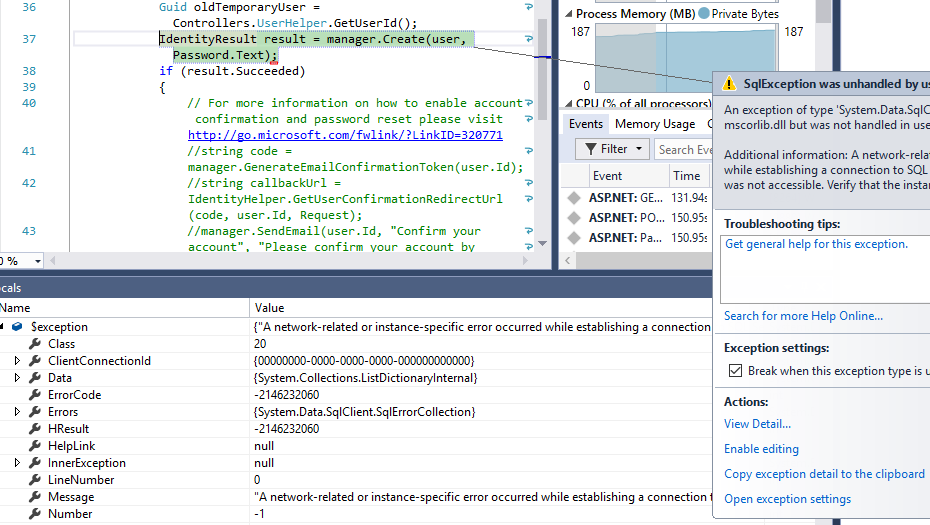 36 Guid oldTemporaryUser =
Controllers.UserHelper.GetUserId();
37 IdentityResult result = manager.Create(user,
Password.Text);
38 if (result.Succeeded)
39 {
40 // For more information on how to enable account
confirmation and password reset please visit
http://go.microsoft.com/fwlink/?LinkID=320771
41 //string code =
manager.GenerateEmailConfirmationToken(user.Id);
42 //string callbackUrl =
IdentityHelper.GetUserConfirmationRedirectUrl
(code, user.Id, Request);
43 //manager.SendEmail(user.Id, "Confirm your
account", "Please confirm your account by
0 %
Process Memory (MB) Private Bytes
187 187
0
CPU (% of all processors)
Events Memory Usage
Filter Search Eve
Event Time
ASP.NET: GE... 131.94s
ASP.NET: PO... 150.95s
ASP.NET: Pa... 150.95s
SqlException was unhandled by us
An exception of type 'System.Data.SqlC
mscorlib.dll but was not handled in use
Additional information: A network-rela
while establishing a connection to SQL
was not accessible. Verify that the instan
Troubleshooting tips:
Get general help for this exception.
Search for more Help Online...
Exception settings:
Break when this exception type is u
Actions:
View Detail...
Enable editing
Copy exception detail to the clipboard
Open exception settings
cals
Name Value
$exception {"A network-related or instance-specific error occurred while establishing a connection
Class 20
ClientConnectionId {00000000-0000-0000-0000-000000000000}
Data {System.Collections.ListDictionaryInternal}
ErrorCode -2146232060
Errors {System.Data.SqlClient.SqlErrorCollection}
HResult -2146232060
HelpLink null
InnerException null
LineNumber 0
Message "A network-related or instance-specific error occurred while establishing a connection
Number -1